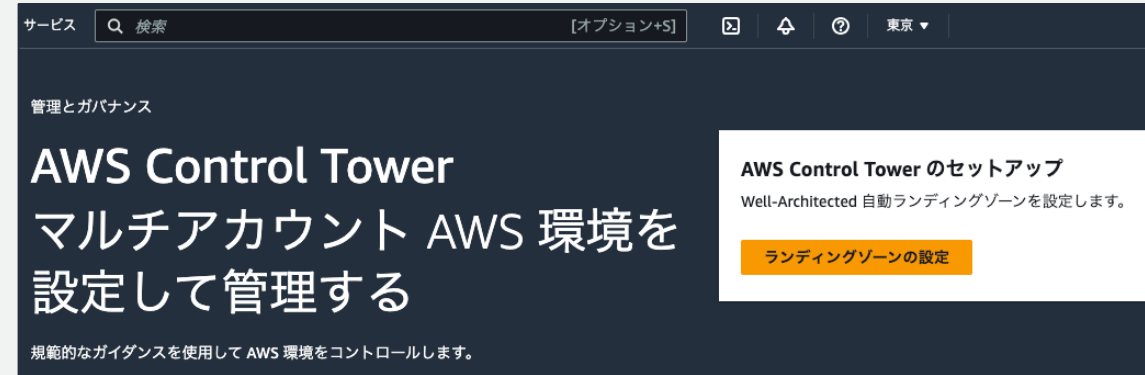 サービス 検索 [オプション+S] 東京 ▼
管理とガバナンス
AWS Control Tower
マルチアカウント AWS 環境を
設定して管理する
規範的なガイダンスを使用して AWS 環境をコントロールします。
AWS Control Tower のセットアップ
Well-Architected 自動ランディングゾーンを設定します。
ランディングゾーンの設定